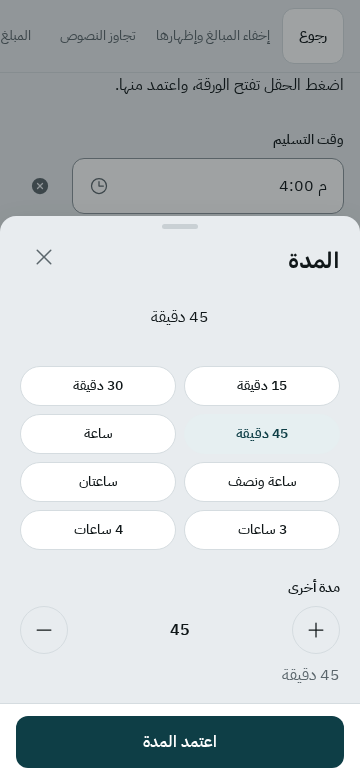 رجوع
إخفاء المبالغ وإظهارها
تجاوز النصوص
المبلغ
اضغط الحقل تفتح الورقة، واعتمد منها.
وقت التسليم
4:00 م
المدة
45 دقيقة
15 دقيقة
30 دقيقة
45 دقيقة
ساعة
ساعة ونصف
ساعتان
3 ساعات
4 ساعات
مدة أخرى
45
45 دقيقة
اعتمد المدة